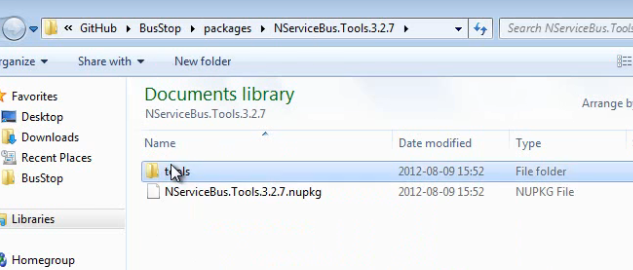 « GitHub ▸ BusStop ▸ packages ▸ NServiceBus.Tools.3.2.7 ▸
Search NServiceBus.Tools
rganize Share with New folder
Favorites
Desktop
Downloads
Recent Places
BusStop
Libraries
Homegroup
Documents library
NServiceBus.Tools.3.2.7
Arrange b
Name Date modified Type
tools 2012-08-09 15:52 File folder
NServiceBus.Tools.3.2.7.nupkg 2012-08-09 15:52 NUPKG File